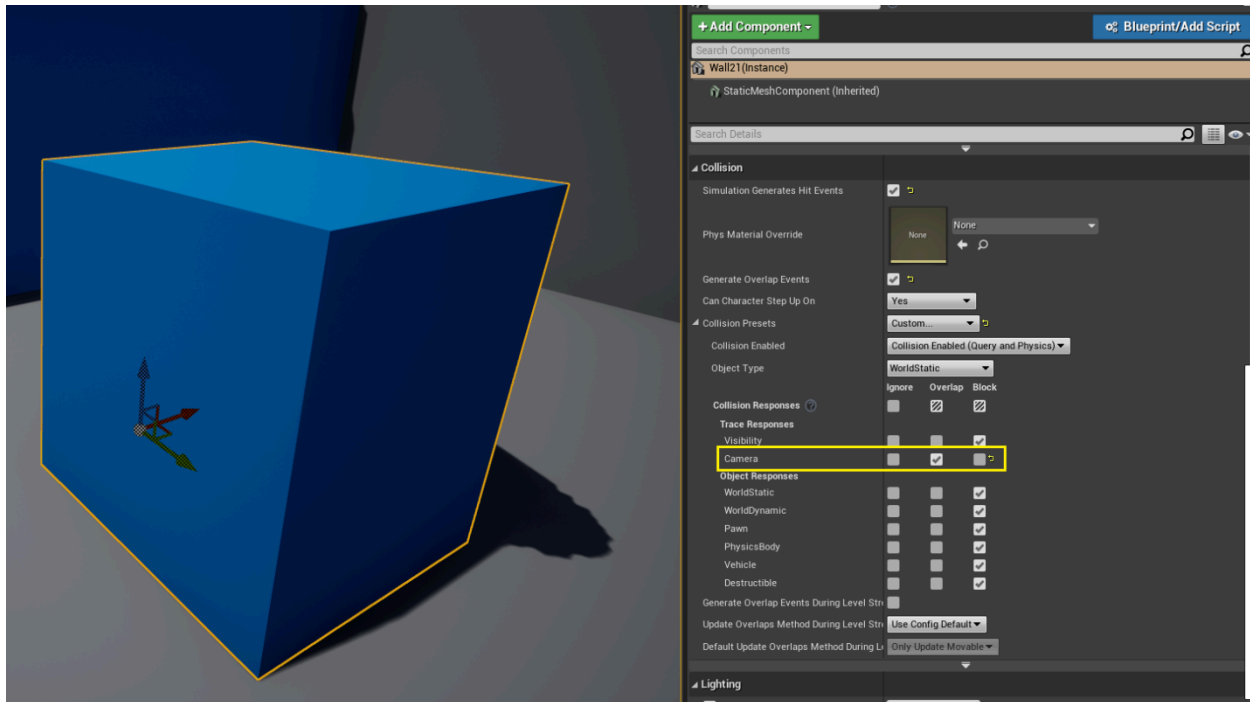 +Add Component
Blueprint/Add Script
Search Components
Wall21(Instance)
StaticMeshComponent (Inherited)
Search Details
Collision
Simulation Generates Hit Events
Phys Material Override
None
None
Generate Overlap Events
Can Character Step Up On
Yes
Collision Presets
Custom...
Collision Enabled
Collision Enabled (Query and Physics)
Object Type
WorldStatic
Ignore Overlap Block
Collision Responses ?
Trace Responses
Visibility
Camera
Object Responses
WorldStatic
WorldDynamic
Pawn
PhysicsBody
Vehicle
Destructible
Generate Overlap Events During Level Stre
Update Overlaps Method During Level Stre
Use Config Default
Default Update Overlaps Method During L
Only Update Movable
Lighting